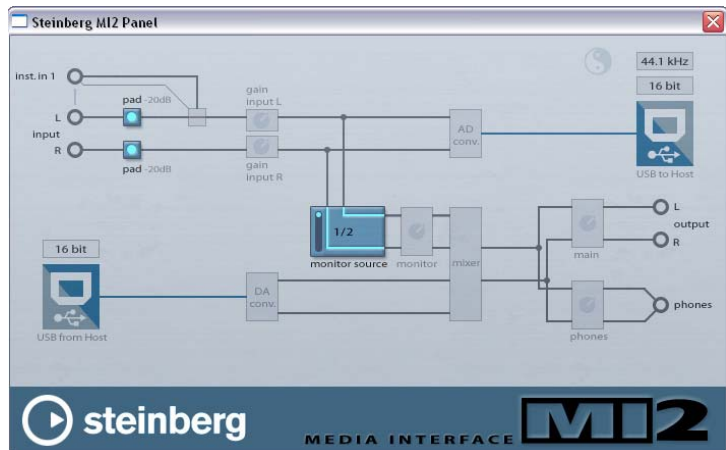 Steinberg MI2 Panel
44.1 kHz
16 bit
inst. in 1
L
input
R
pad -20dB
pad -20dB
gain
input L
gain
input R
AD
conv.
USB to Host
1/2
monitor source
monitor
mixer
main
L
output
R
phones
phones
16 bit
USB from Host
DA
conv.
steinberg
MEDIA INTERFACE MI2